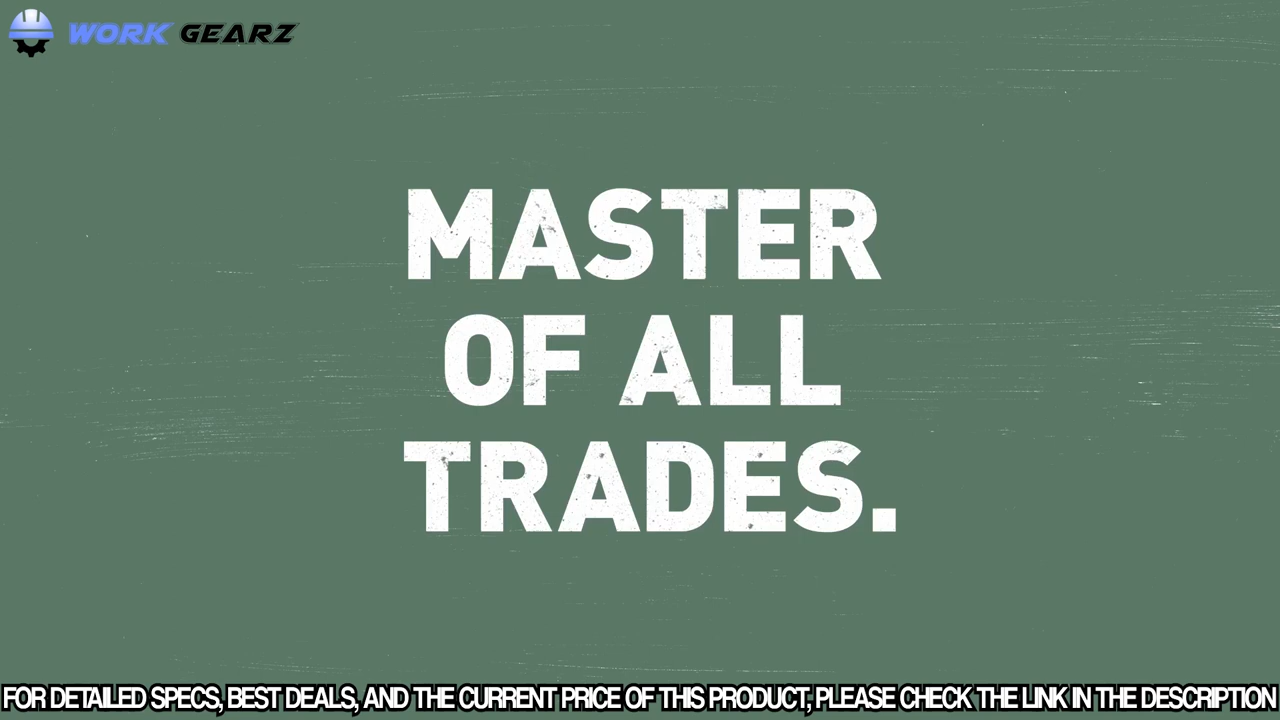 WORK GEARZ
MASTER
OF ALL
TRADES.
FOR DETAILED SPECS, BEST DEALS, AND THE CURRENT PRICE OF THIS PRODUCT, PLEASE CHECK THE LINK IN THE DESCRIPTION